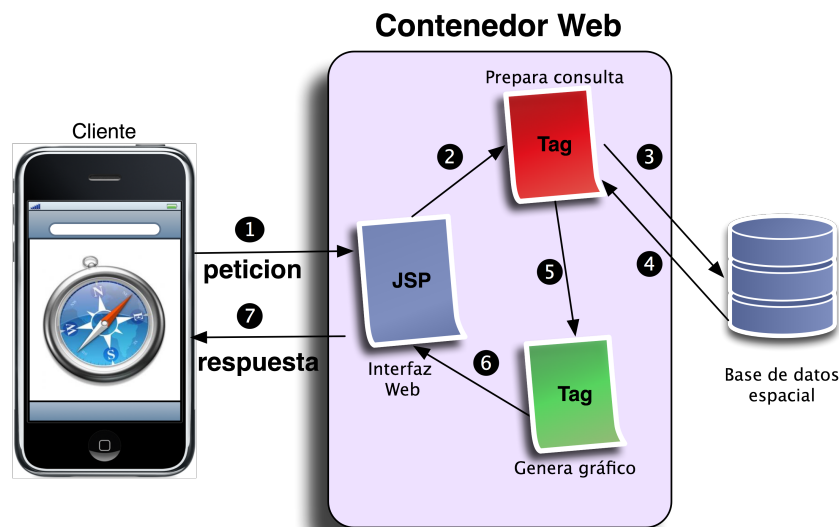 Contenedor Web
Prepara consulta
Cliente
Tag
2
3
1
peticion
JSP
4
5
N
E
W
S
7
respuesta
6
Interfaz
Web
Tag
Base de datos
espacial
Genera gráfico